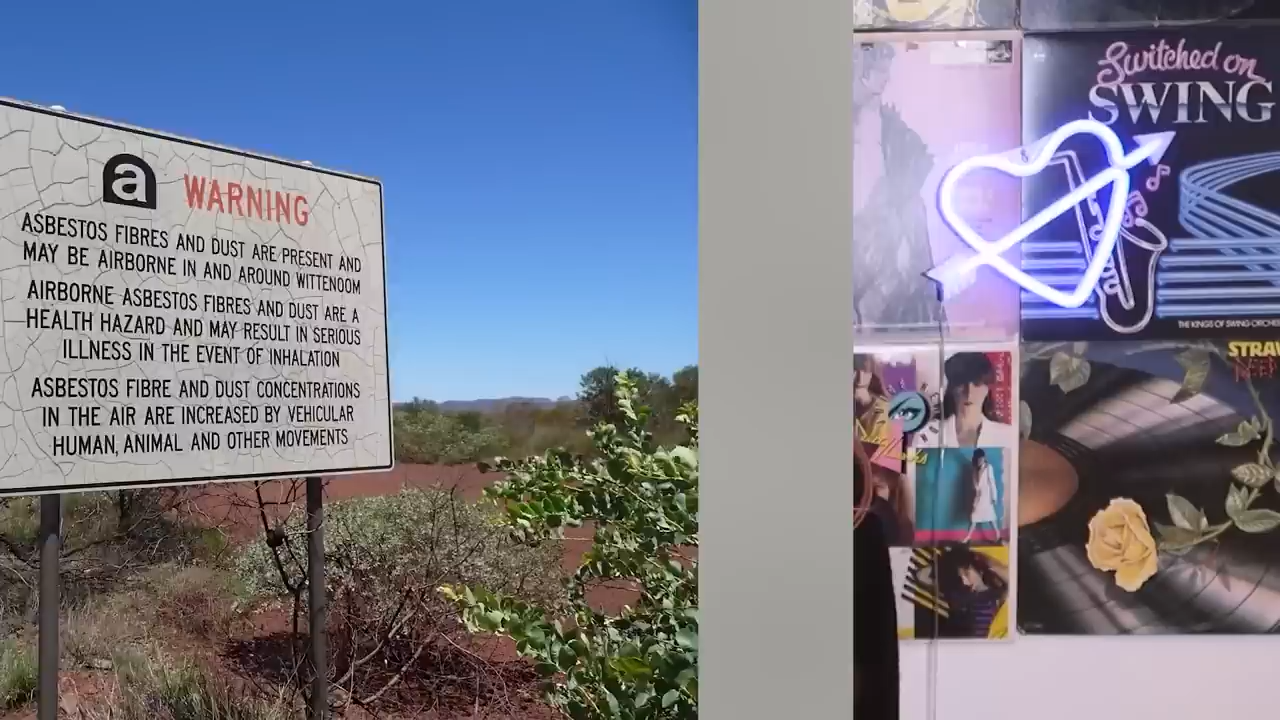 a WARNING
ASBESTOS FIBRES AND DUST ARE PRESENT AND
MAY BE AIRBORNE IN AND AROUND WITTENOOM
AIRBORNE ASBESTOS FIBRES AND DUST ARE A
HEALTH HAZARD AND MAY RESULT IN SERIOUS
ILLNESS IN THE EVENT OF INHALATION
ASBESTOS FIBRE AND DUST CONCENTRATIONS
IN THE AIR ARE INCREASED BY VEHICULAR
HUMAN, ANIMAL AND OTHER MOVEMENTS
Switched on
SWING
THE KINGS OF SWING ORCHE
STRAW